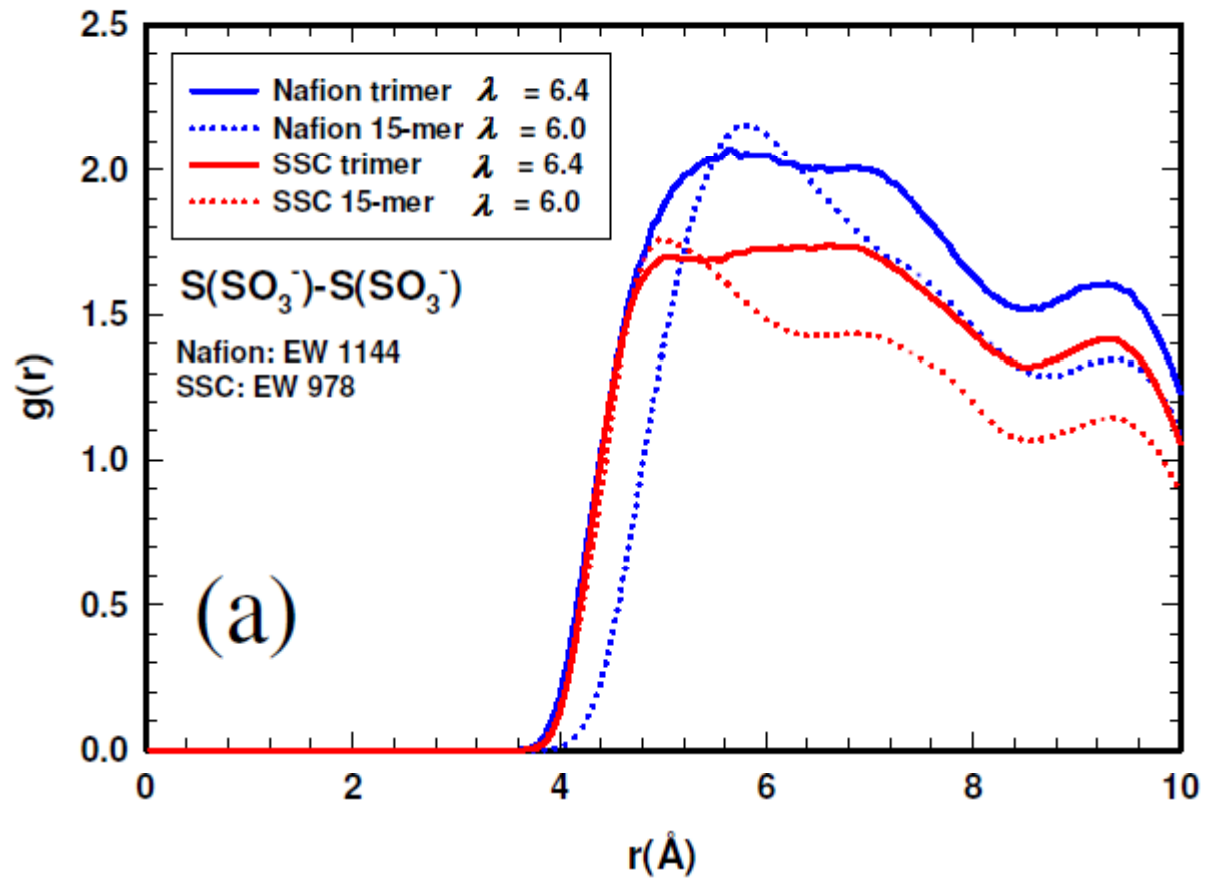 2.5
2.0
1.5
1.0
0.5
0.0
g(r)
Nafion trimer λ = 6.4
Nafion 15-mer λ = 6.0
SSC trimer λ = 6.4
SSC 15-mer λ = 6.0
S(SO₃⁻)-S(SO₃⁻)
Nafion: EW 1144
SSC: EW 978
(a)
0 2 4 6 8 10
r(Å)